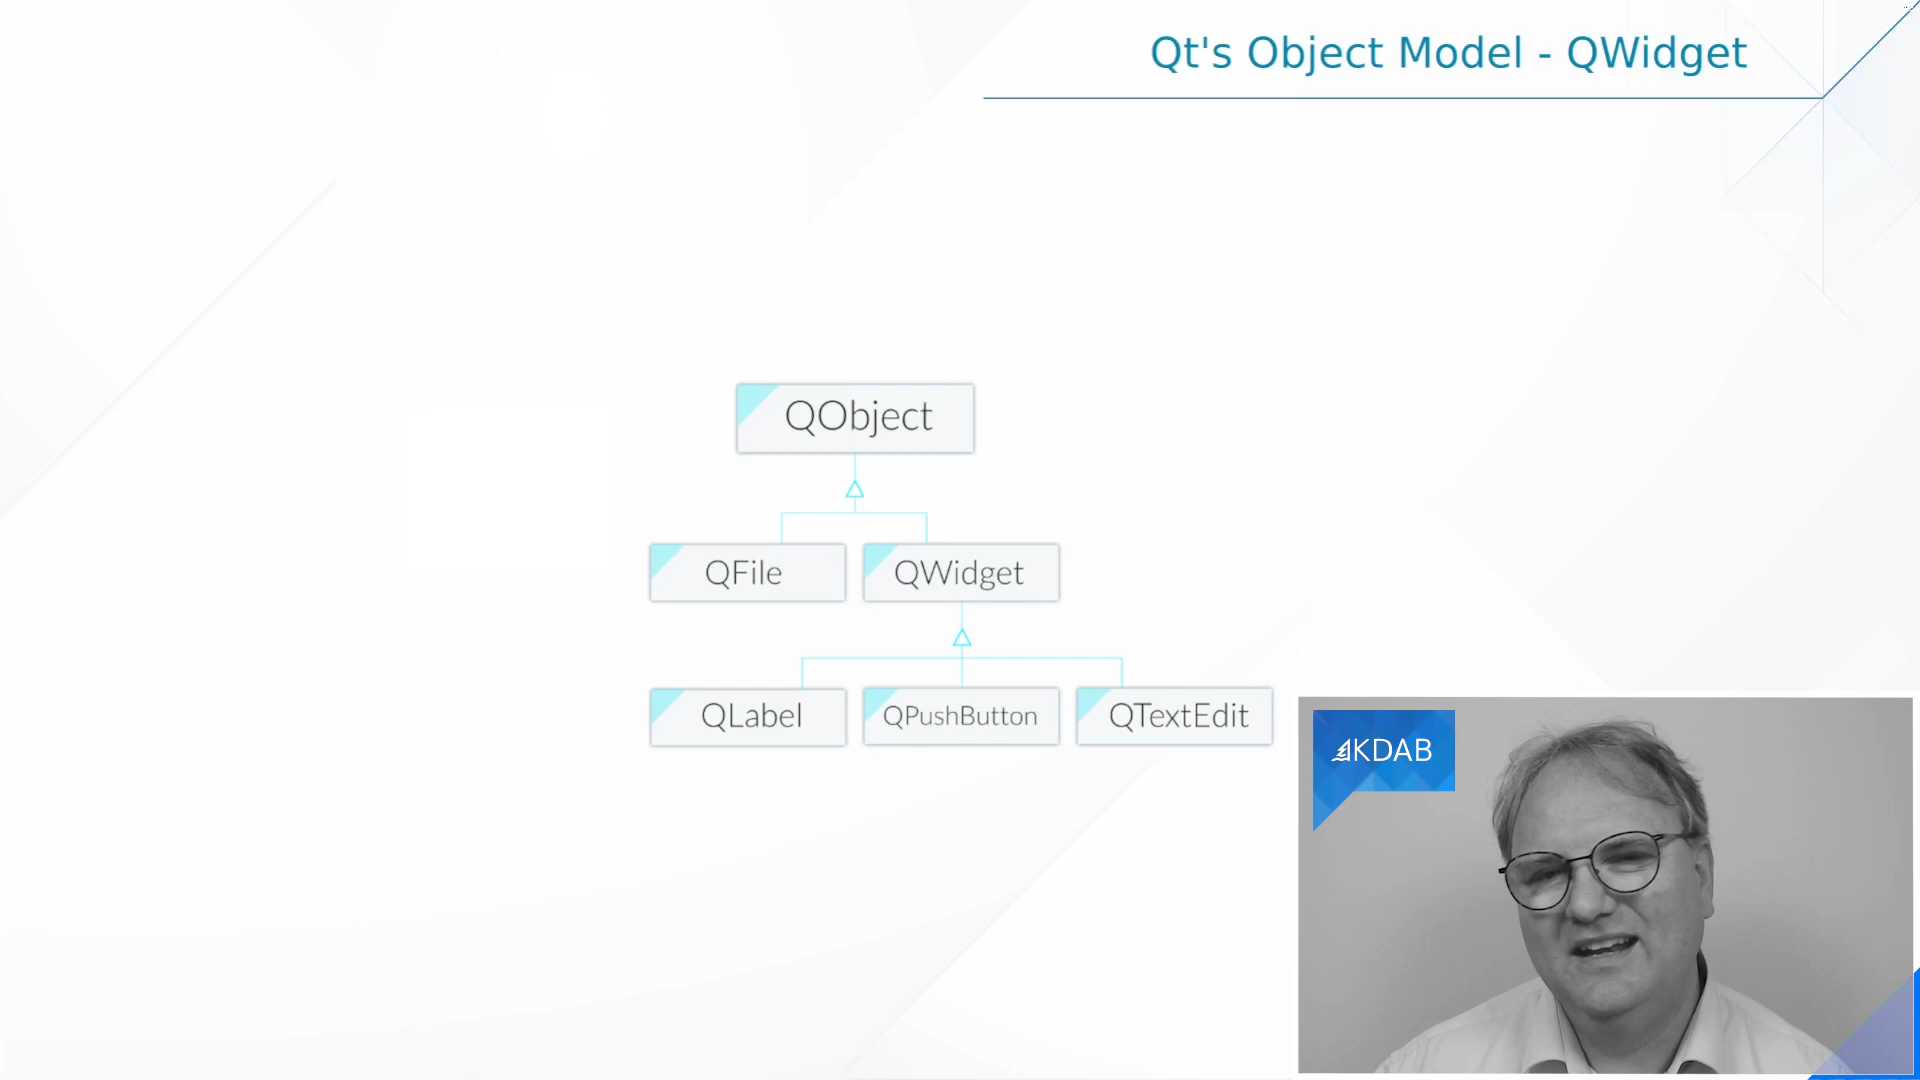 Qt's Object Model - QWidget
QObject
QFile
QWidget
QLabel
QPushButton
QTextEdit
KDAB